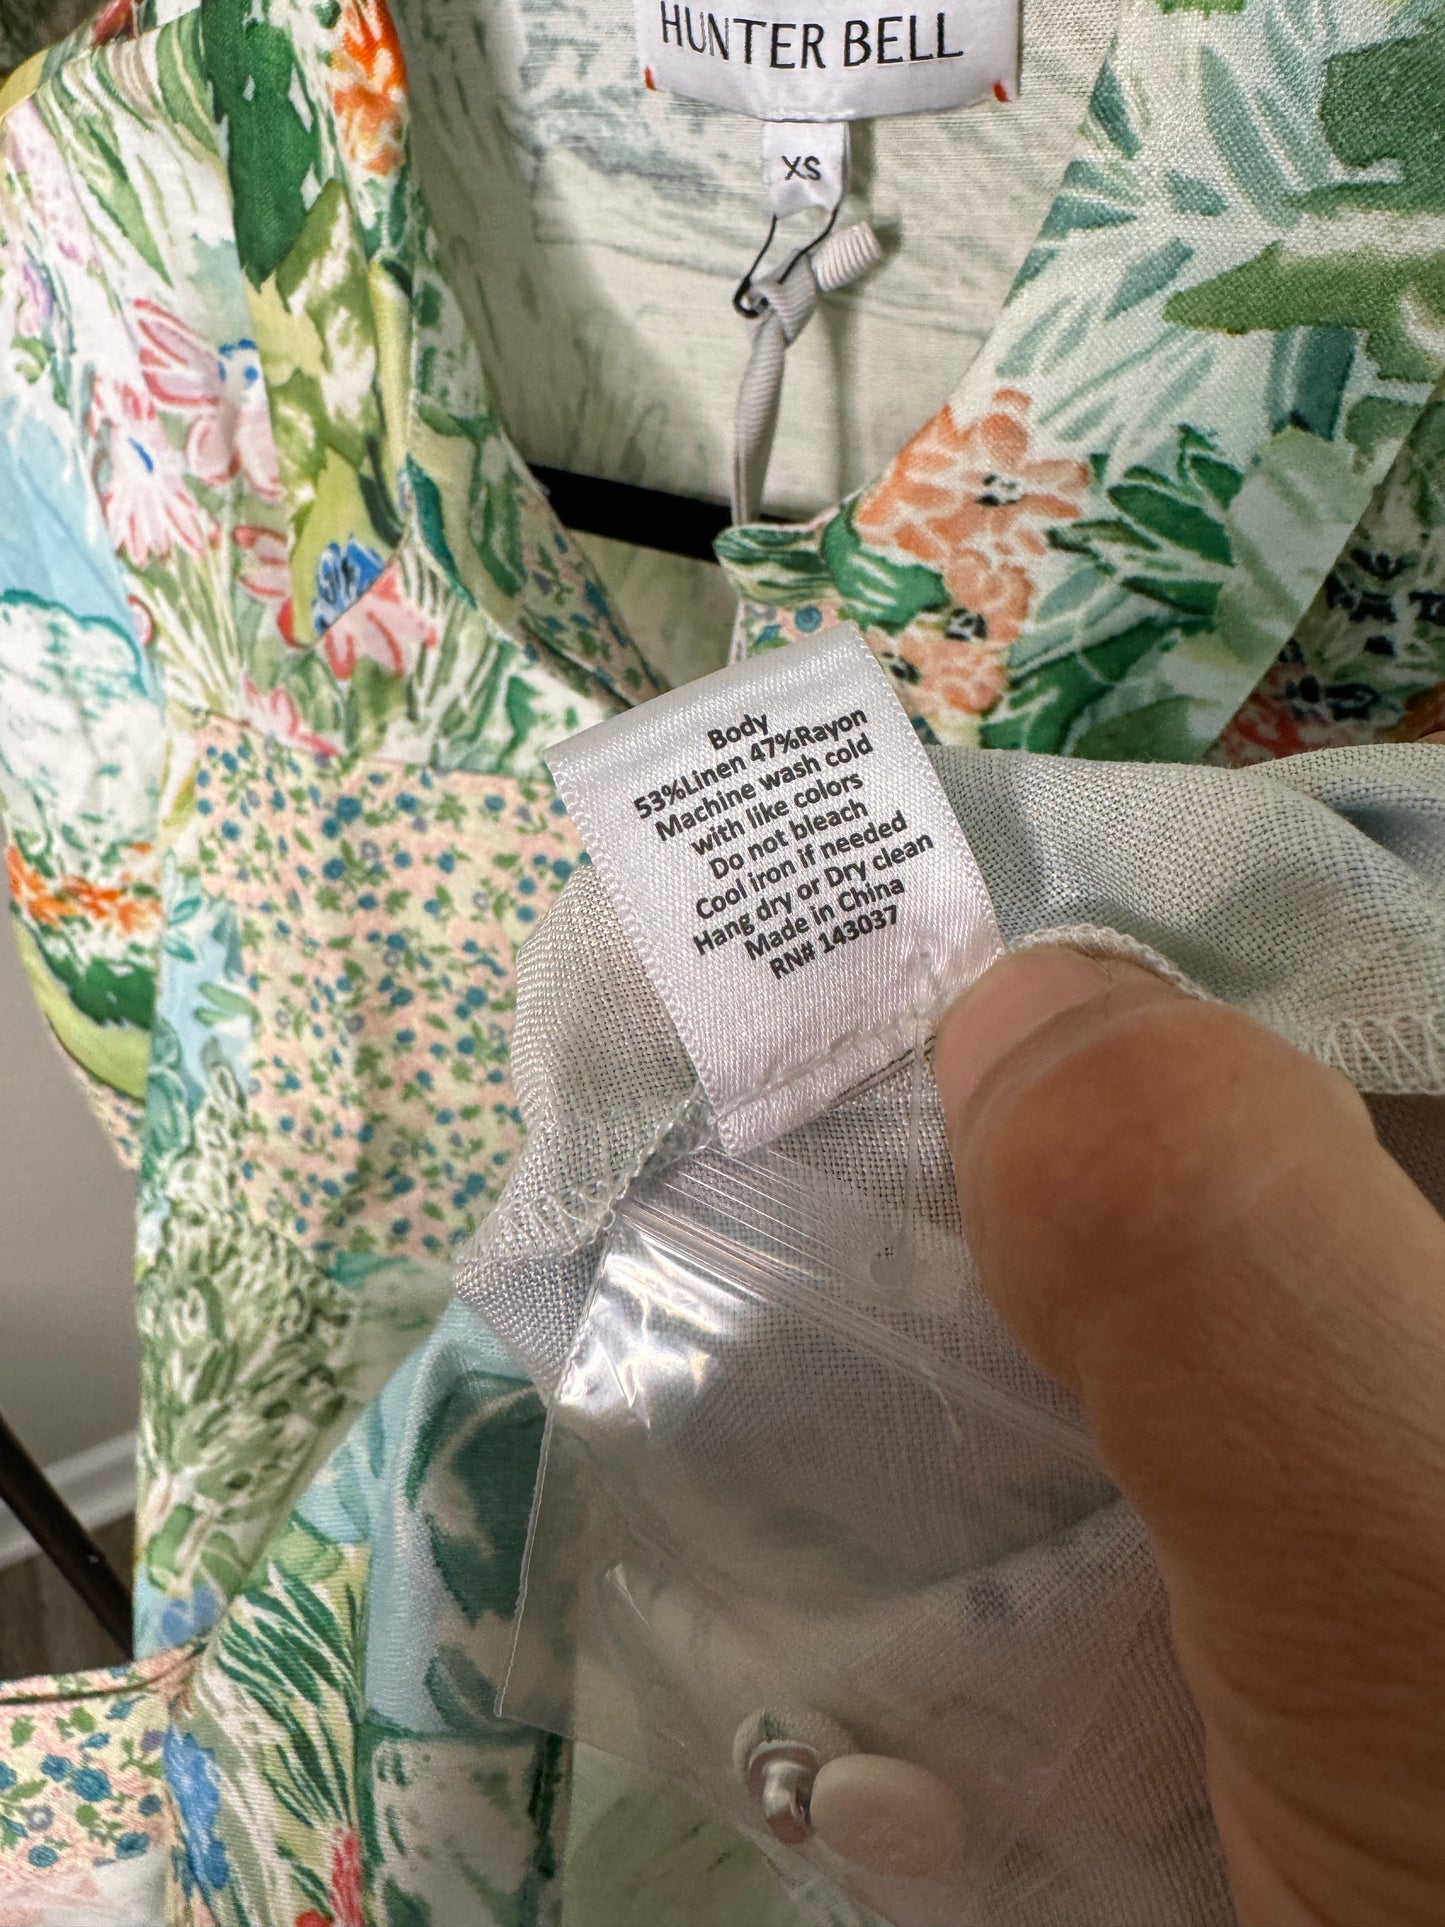 HUNTER BELL
XS
Body
53%Linen 47%Rayon
Machine wash cold
with like colors
Do not bleach
Cool iron if needed
Hang dry or Dry clean
Made in China
RN# 143037